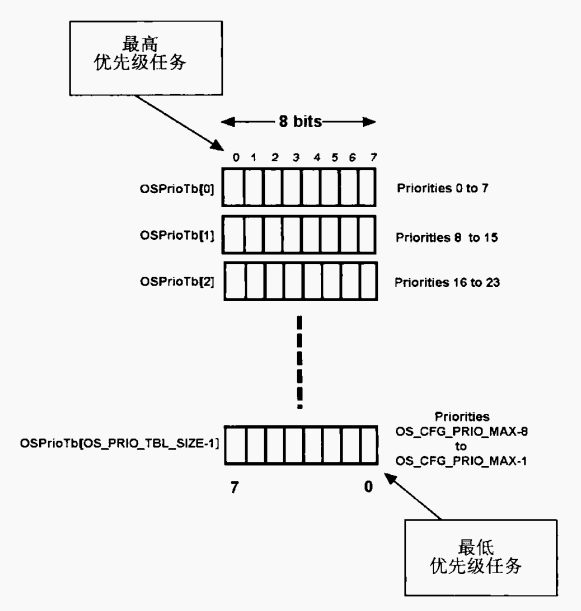 最高
优先级任务
8 bits
0 1 2 3 4 5 6 7
OSPrioTb[0] Priorities 0 to 7
OSPrioTb[1] Priorities 8 to 15
OSPrioTb[2] Priorities 16 to 23
Priorities
OS_CFG_PRIO_MAX-8
OSPrioTb[OS_PRIO_TBL_SIZE-1] to
OS_CFG_PRIO_MAX-1
7 0
最低
优先级任务